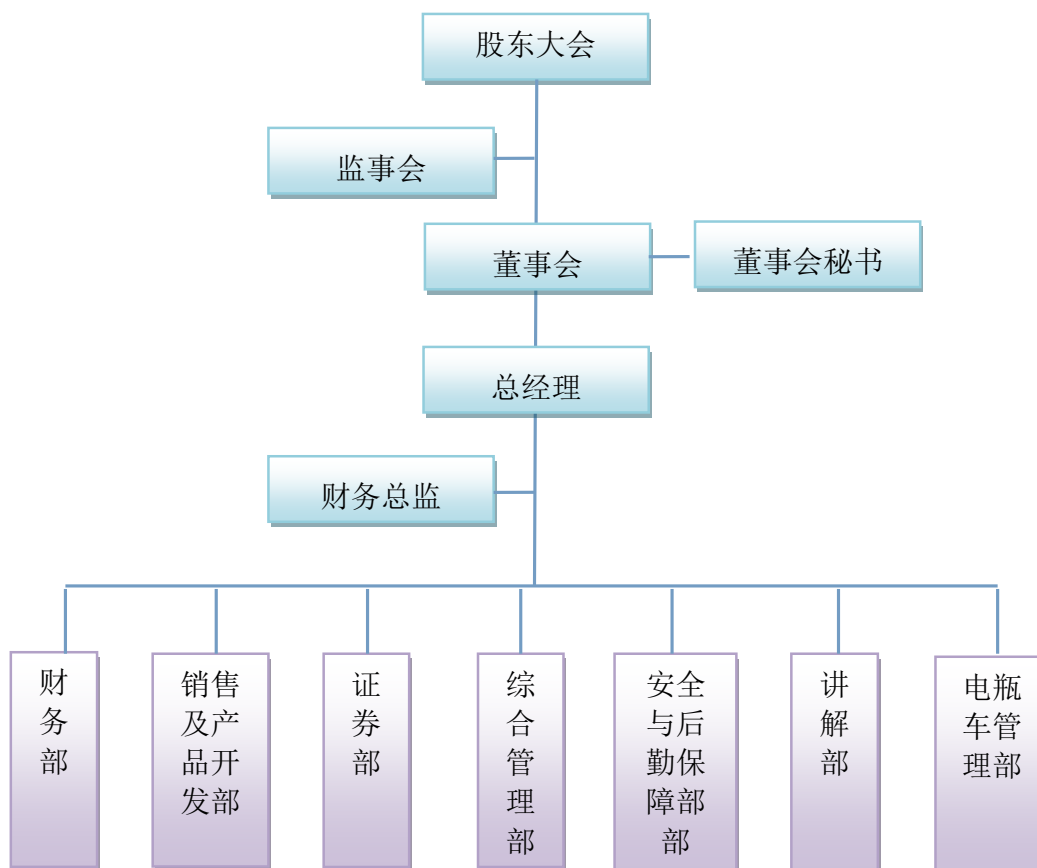 股东大会
监事会
董事会
董事会秘书
总经理
财务总监
财
务
部
销售
及产
品开
发部
证
券
部
综
合
管
理
部
安全
与后
勤保
障部
部
讲
解
部
电瓶
车管
理部